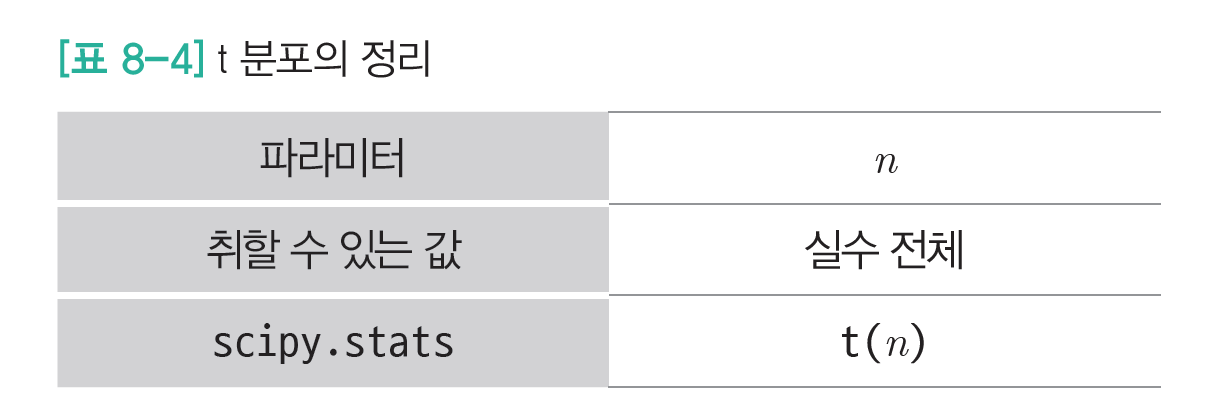 [표 8-4] t 분포의 정리
파라미터 n
취할 수 있는 값 실수 전체
scipy.stats t(n)